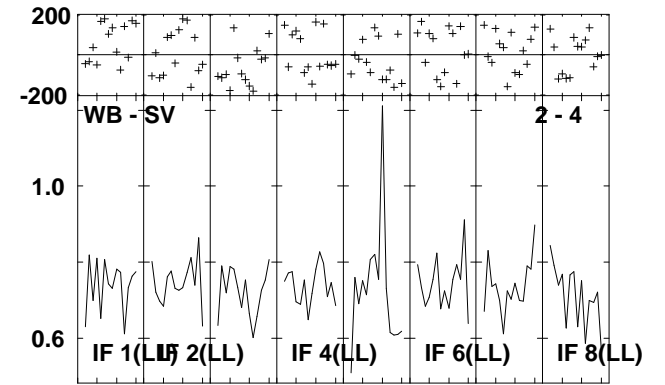 200
-200
WB - SV 2 - 4
1.0
0.6
IF 1(LL) IF 2(LL) IF 4(LL) IF 6(LL) IF 8(LL)